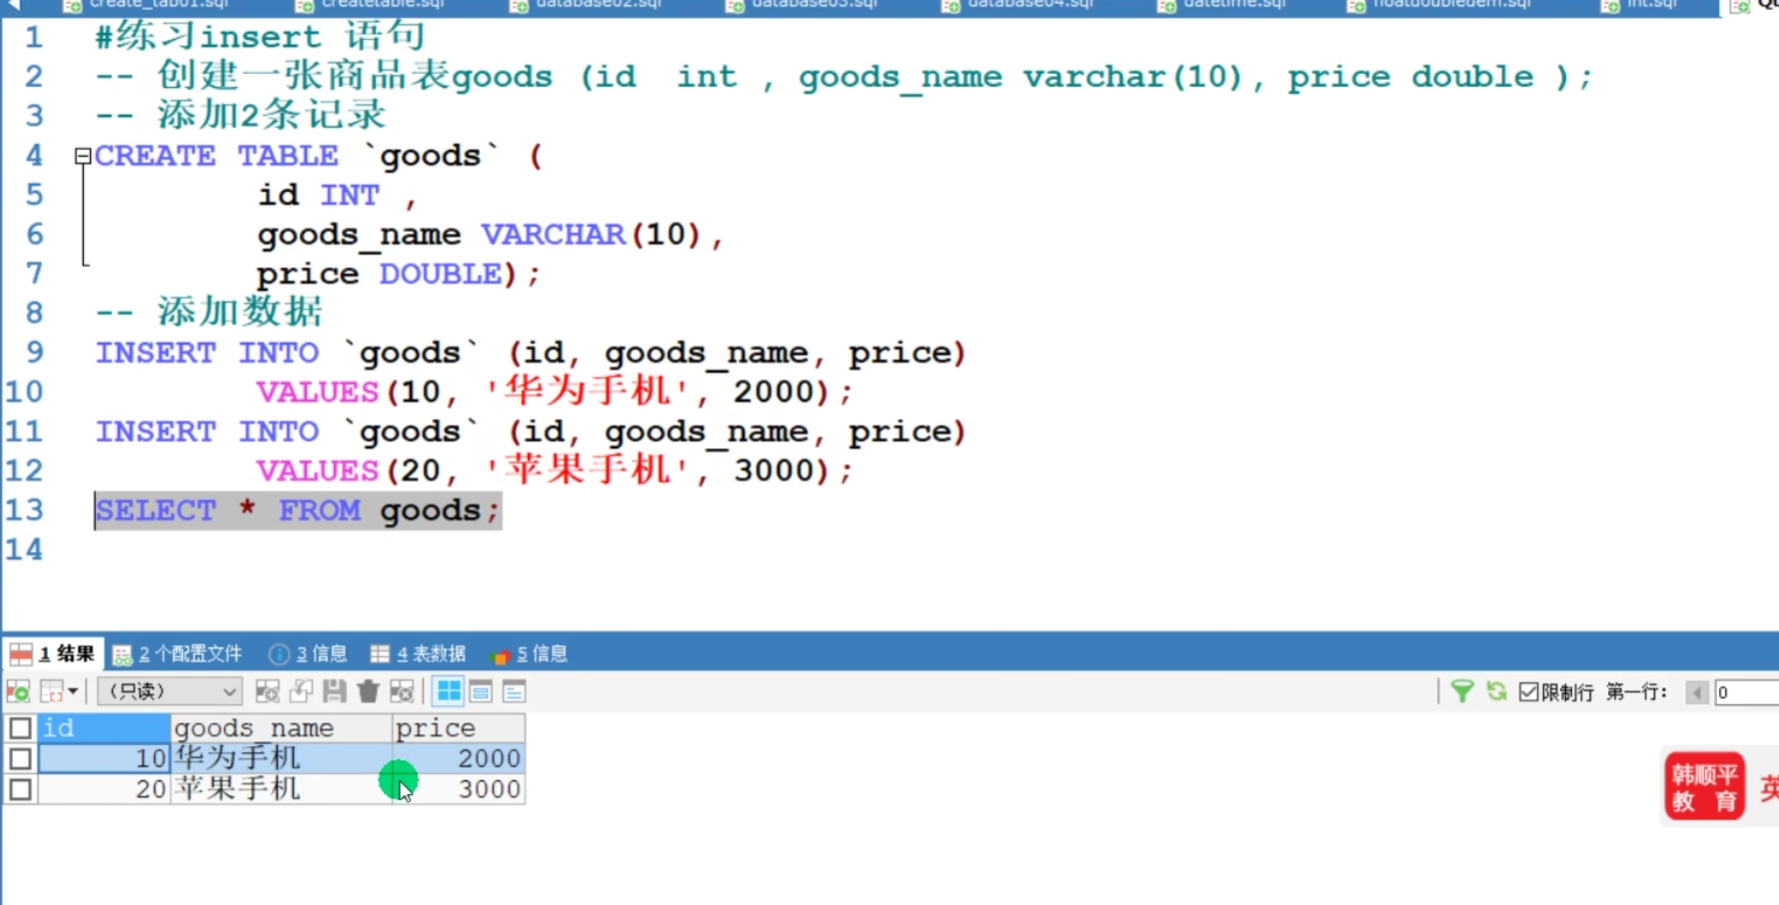 create_tab01.sql createtable.sql database02.sql database03.sql database04.sql datetime.sql floatdoubledem.sql int.sql Qu
1 #练习insert 语句
2 -- 创建一张商品表goods (id  int , goods_name varchar(10), price double );
3 -- 添加2条记录
4 CREATE TABLE `goods` (
5 id INT ,
6 goods_name VARCHAR(10),
7 price DOUBLE);
8 -- 添加数据
9 INSERT INTO `goods` (id, goods_name, price)
10 VALUES(10, '华为手机', 2000);
11 INSERT INTO `goods` (id, goods_name, price)
12 VALUES(20, '苹果手机', 3000);
13 SELECT * FROM goods;
14
1 结果 2 个配置文件 3 信息 4 表数据 5 信息
（只读） 限制行 第一行: 0
id goods_name price
10 华为手机 2000
20 苹果手机 3000
韩顺平
教 育
英